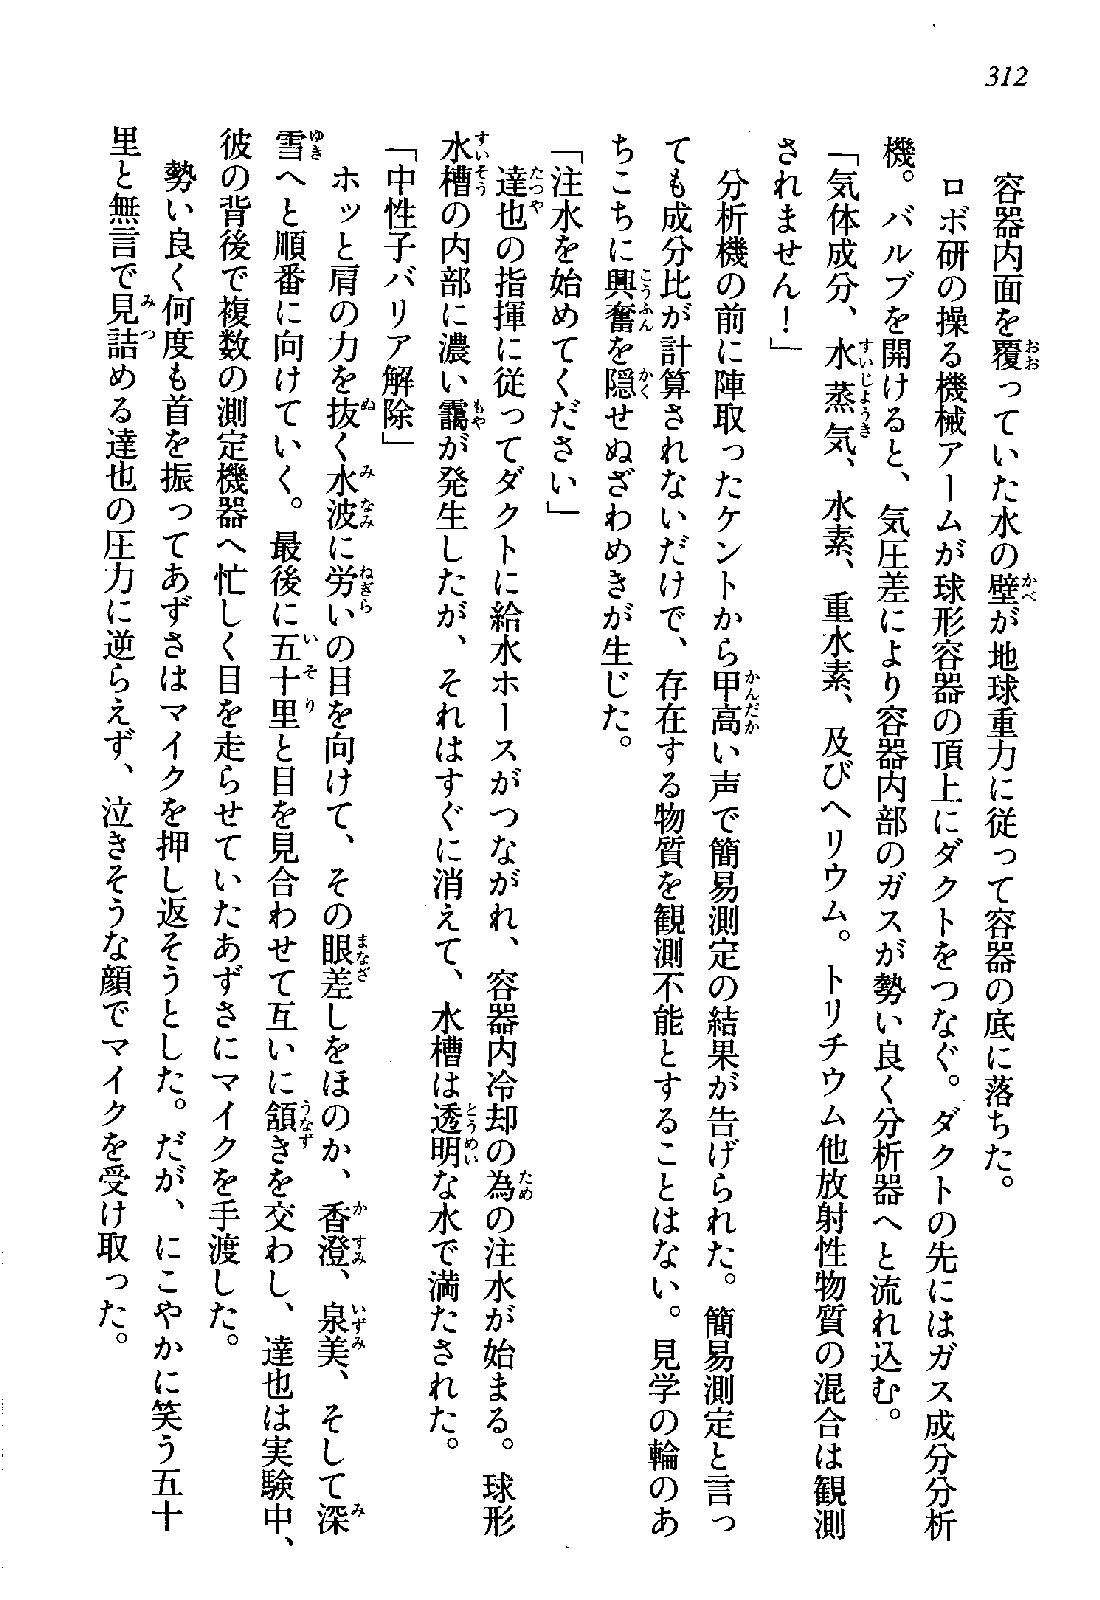 312
容器内面を覆っていた水の壁が地球重力に従って容器の底に落ちた。
ロボ研の操る機械アームが球形容器の頂上にダクトをつなぐ。ダクトの先にはガス成分分析
機。バルブを開けると、気圧差により容器内部のガスが勢い良く分析器へと流れ込む。
「気体成分、水蒸気、水素、重水素、及びヘリウム。トリチウム他放射性物質の混合は観測
されません！」
分析機の前に陣取ったケントから甲高い声で簡易測定の結果が告げられた。簡易測定と言っ
ても成分比が計算されないだけで、存在する物質を観測不能とすることはない。見学の輪のあ
ちこちに興奮を隠せぬざわめきが生じた。
「注水を始めてください」
達也の指揮に従ってダクトに給水ホースがつながれ、容器内冷却の為の注水が始まる。球形
水槽の内部に濃い靄が発生したが、それはすぐに消えて、水槽は透明な水で満たされた。
「中性子バリア解除」
ホッと肩の力を抜く水波に労いの目を向けて、その眼差しをほのか、香澄、泉美、そして深
雪へと順番に向けていく。最後に五十里と目を見合わせて互いに頷きを交わし、達也は実験中、
彼の背後で複数の測定機器へ忙しく目を走らせていたあずさにマイクを手渡した。
勢い良く何度も首を振ってあずさはマイクを押し返そうとした。だが、にこやかに笑う五十
里と無言で見詰める達也の圧力に逆らえず、泣きそうな顔でマイクを受け取った。